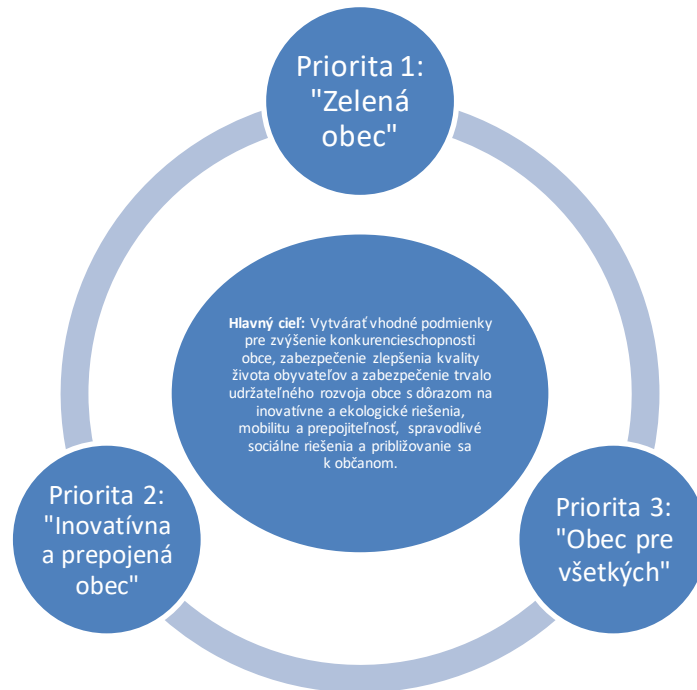 Priorita 1:
"Zelená
obec"
Hlavný cieľ: Vytvárať vhodné podmienky
pre zvýšenie konkurencieschopnosti
obce, zabezpečenie zlepšenia kvality
života obyvateľov a zabezpečenie trvalo
udržateľného rozvoja obce s dôrazom na
inovatívne a ekologické riešenia,
mobilitu a prepojiteľnosť, spravodlivé
sociálne riešenia a približovanie sa
k občanom.
Priorita 2:
"Inovatívna
a prepojená
obec"
Priorita 3:
"Obec pre
všetkých"